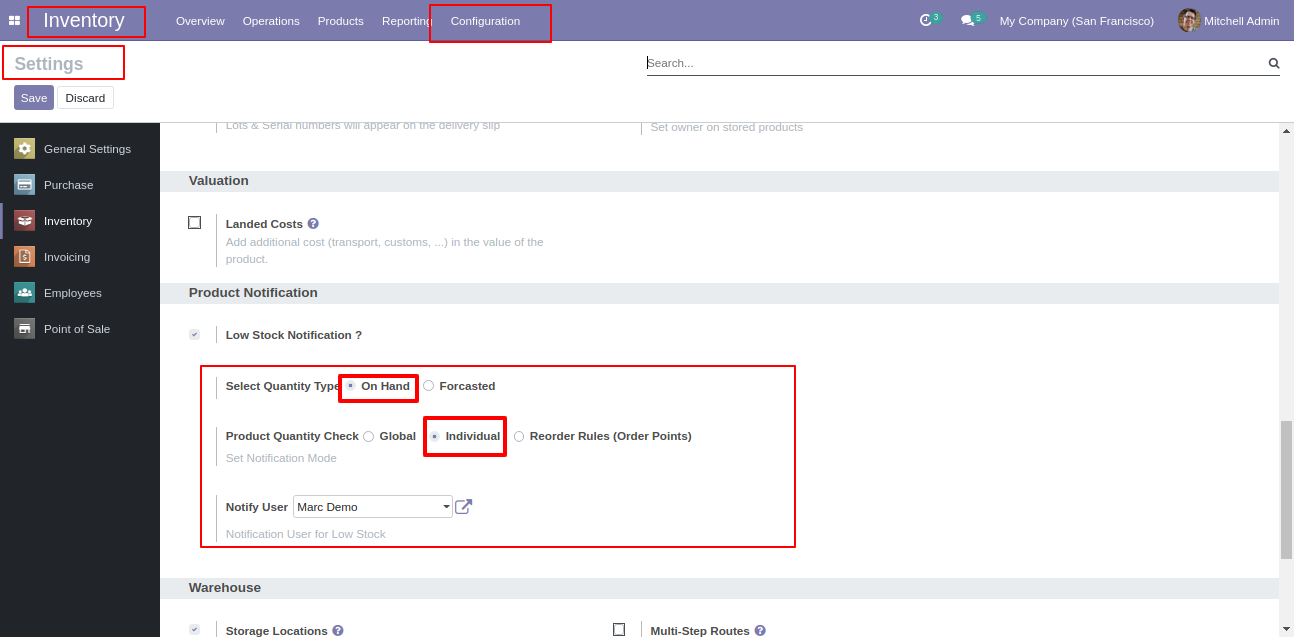 Inventory Overview Operations Products Reporting Configuration 3 5 My Company (San Francisco) Mitchell Admin
Settings
Search...
Save Discard
General Settings
Purchase
Inventory
Invoicing
Employees
Point of Sale
Lots & Serial numbers will appear on the delivery slip
Set owner on stored products
Valuation
Landed Costs ?
Add additional cost (transport, customs, ...) in the value of the
product.
Product Notification
Low Stock Notification ?
Select Quantity Type On Hand Forcasted
Product Quantity Check Global Individual Reorder Rules (Order Points)
Set Notification Mode
Notify User Marc Demo
Notification User for Low Stock
Warehouse
Storage Locations ? Multi-Step Routes ?